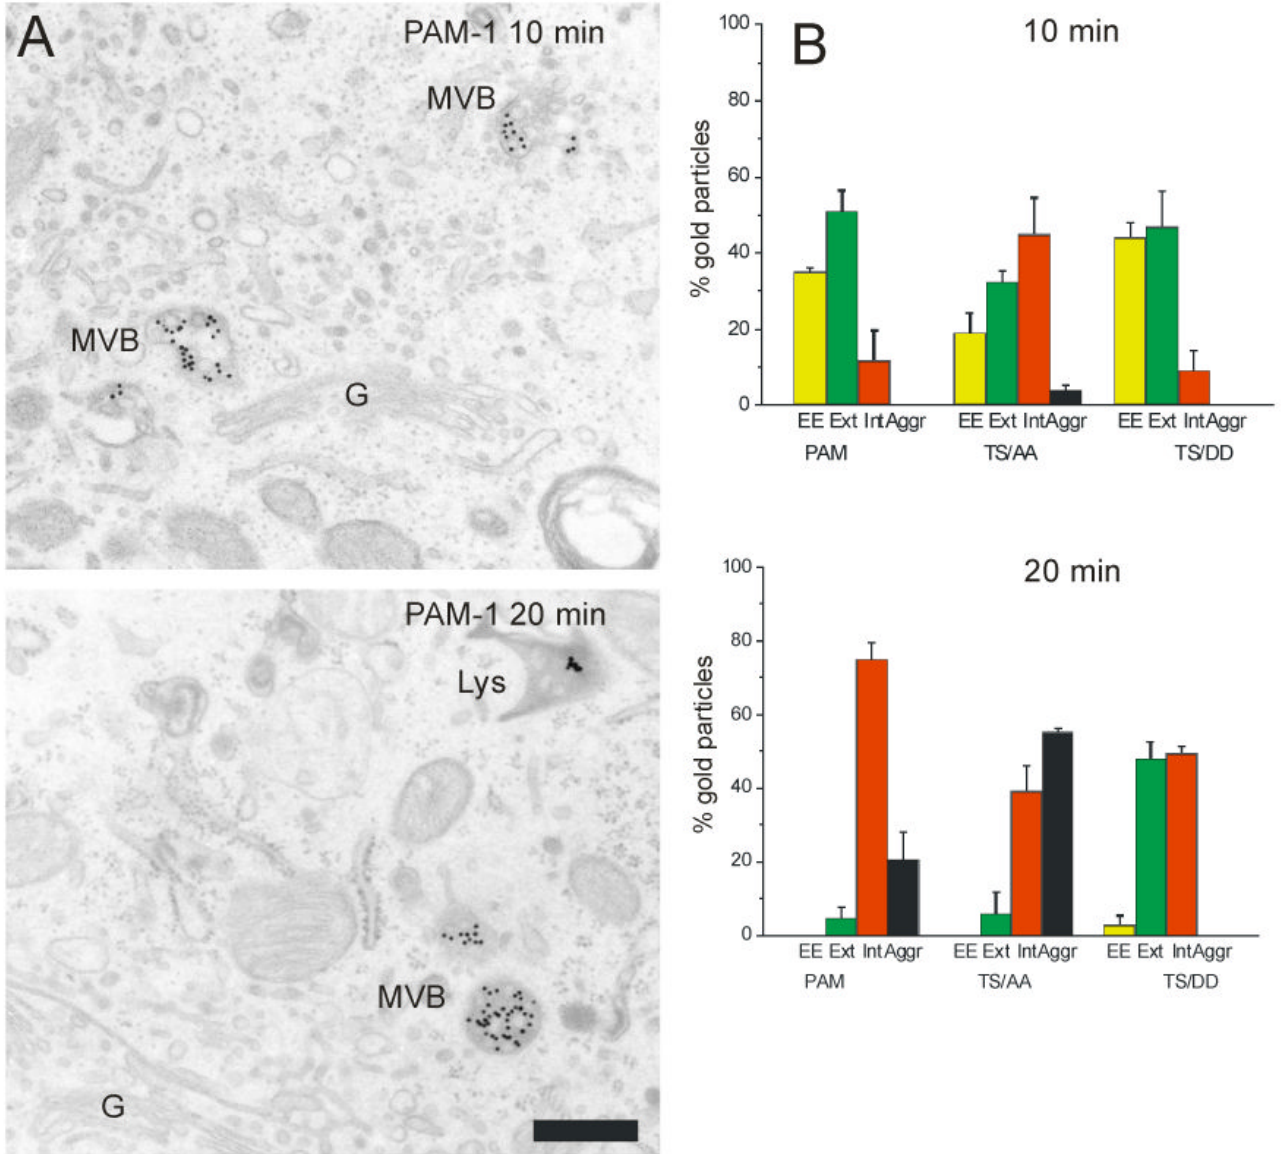 A
PAM-1 10 min
MVB
MVB
G
PAM-1 20 min
Lys
MVB
G
B
10 min
% gold particles
100
80
60
40
20
0
EE Ext IntAggr EE Ext IntAggr EE Ext IntAggr
PAM TS/AA TS/DD
20 min
% gold particles
100
80
60
40
20
0
EE Ext IntAggr EE Ext IntAggr EE Ext IntAggr
PAM TS/AA TS/DD